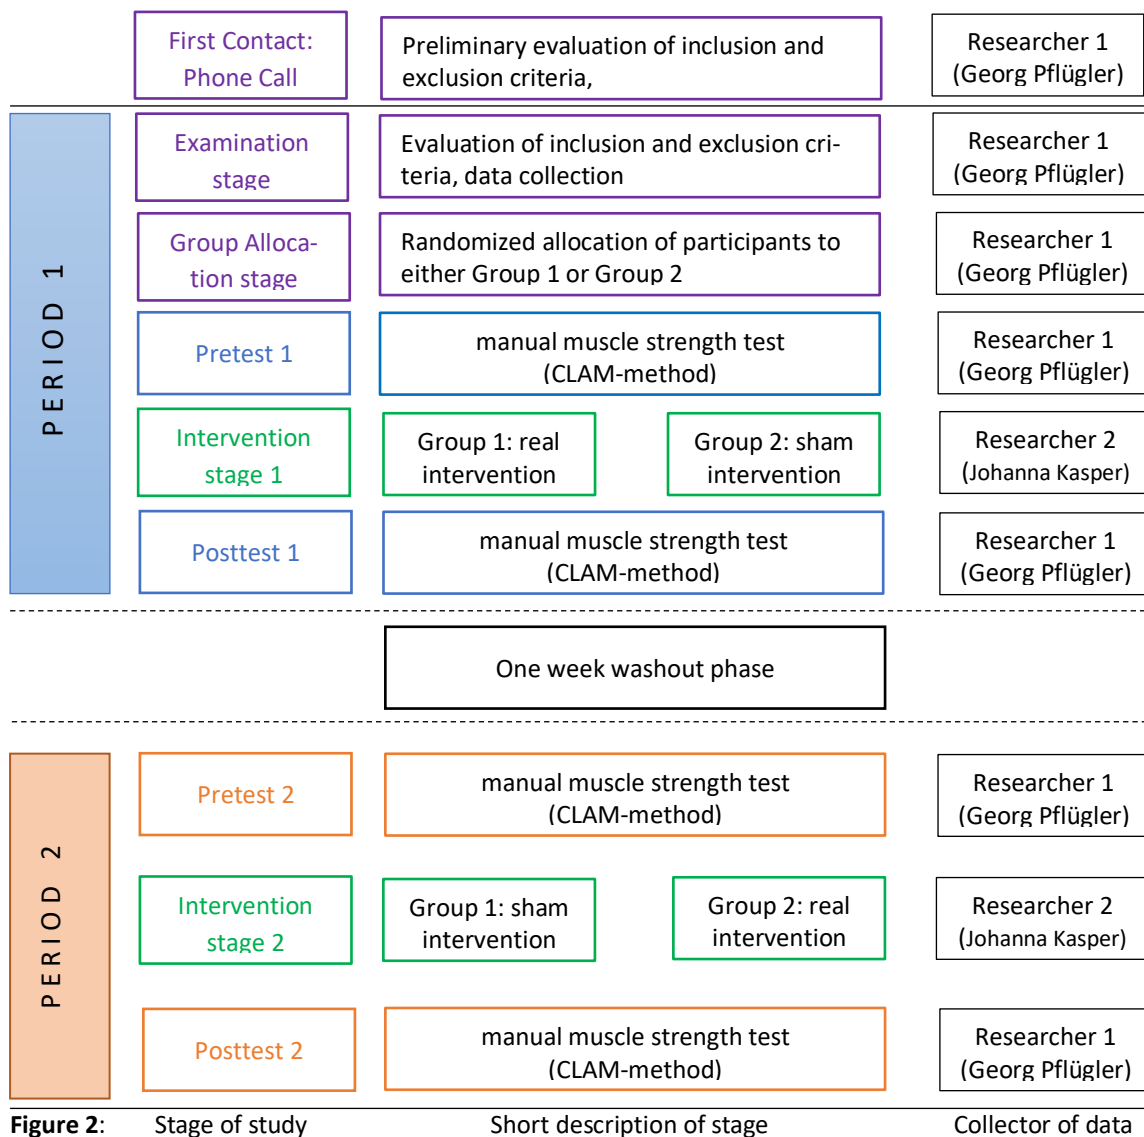 First Contact:
Phone Call
Preliminary evaluation of inclusion and
exclusion criteria,
Researcher 1
(Georg Pflügler)
PERIOD 1
Examination
stage
Evaluation of inclusion and exclusion cri-
teria, data collection
Researcher 1
(Georg Pflügler)
Group Alloca-
tion stage
Randomized allocation of participants to
either Group 1 or Group 2
Researcher 1
(Georg Pflügler)
Pretest 1
manual muscle strength test
(CLAM-method)
Researcher 1
(Georg Pflügler)
Intervention
stage 1
Group 1: real
intervention
Group 2: sham
intervention
Researcher 2
(Johanna Kasper)
Posttest 1
manual muscle strength test
(CLAM-method)
Researcher 1
(Georg Pflügler)
One week washout phase
PERIOD 2
Pretest 2
manual muscle strength test
(CLAM-method)
Researcher 1
(Georg Pflügler)
Intervention
stage 2
Group 1: sham
intervention
Group 2: real
intervention
Researcher 2
(Johanna Kasper)
Posttest 2
manual muscle strength test
(CLAM-method)
Researcher 1
(Georg Pflügler)
Figure 2: Stage of study Short description of stage Collector of data